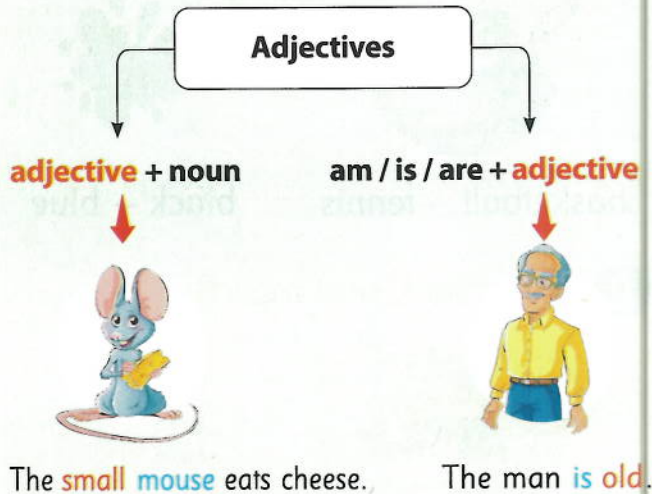 Adjectives
adjective + noun
am / is / are + adjective
The small mouse eats cheese.
The man is old.